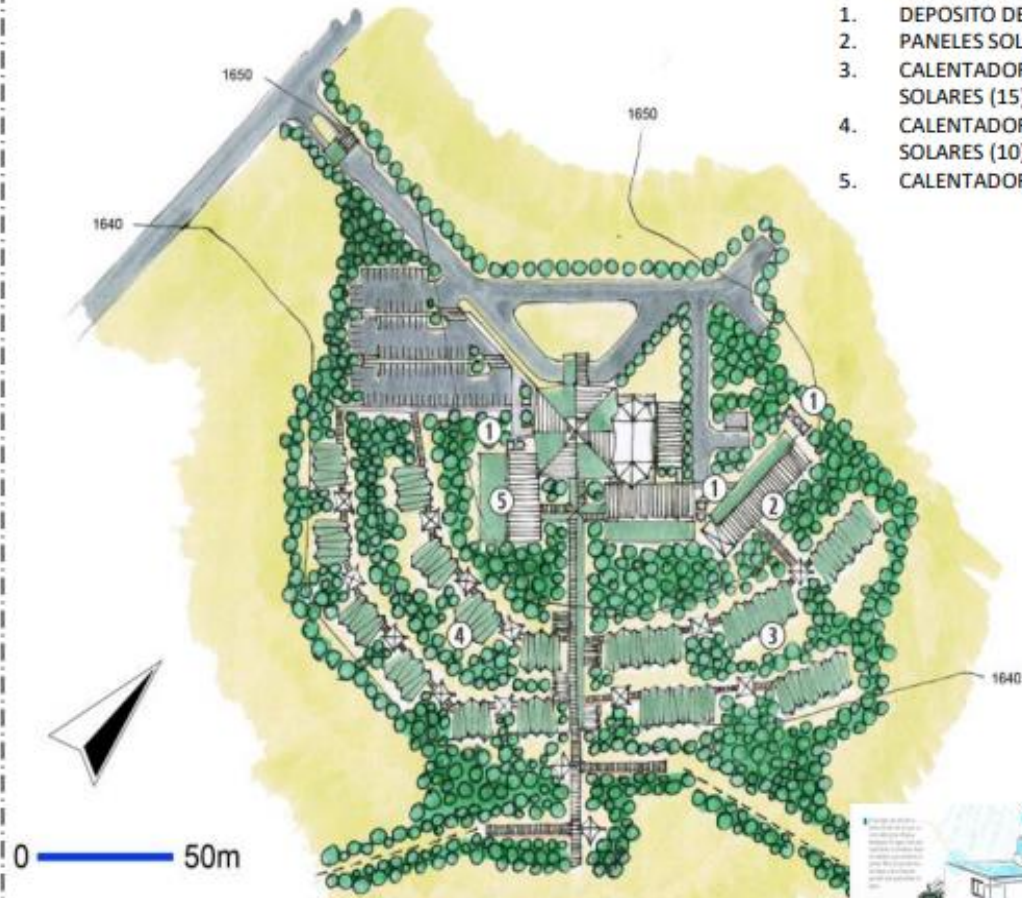 1. DEPOSITO DE
2. PANELES SOL
3. CALENTADOR
SOLARES (15)
4. CALENTADOR
SOLARES (10)
5. CALENTADOR
1650
1650
1640
1
1
5
1
2
4
3
1640
0 50m